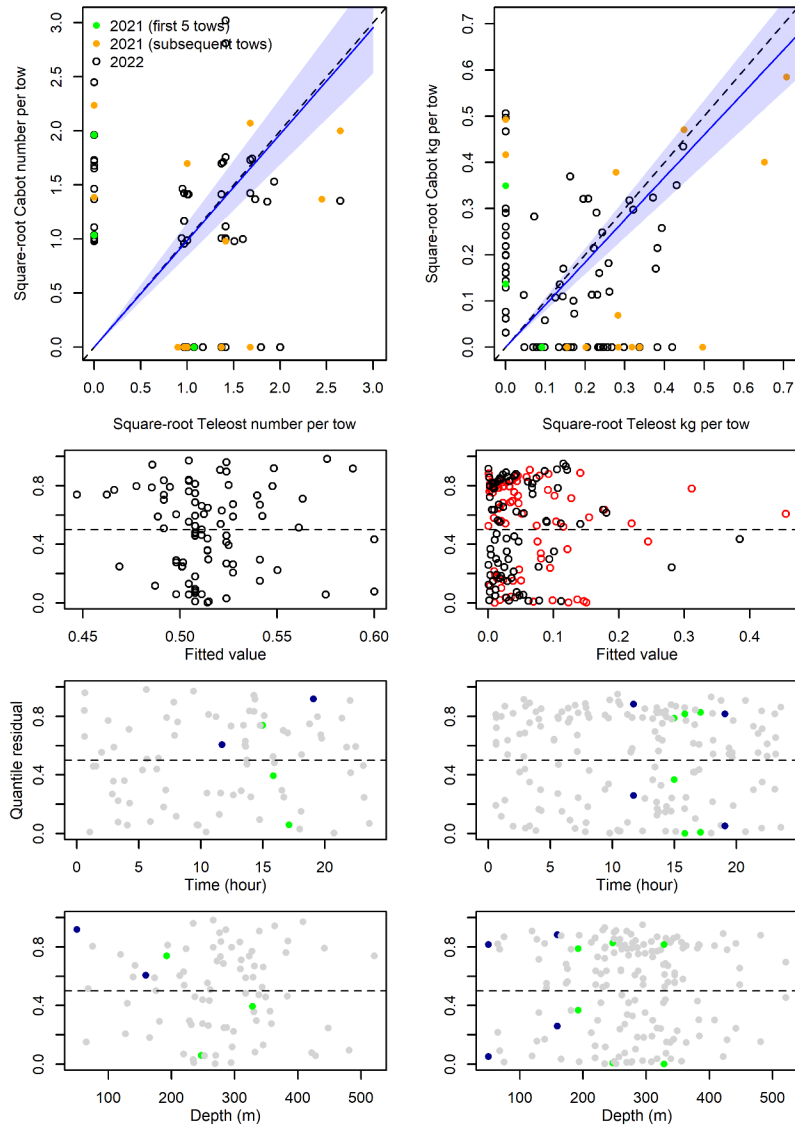 Square-root Cabot number per tow
3.0
2.5
2.0
1.5
1.0
0.5
0.0
2021 (first 5 tows)
2021 (subsequent tows)
2022
0.0 0.5 1.0 1.5 2.0 2.5 3.0
Square-root Teleost number per tow
Square-root Cabot kg per tow
0.7
0.6
0.5
0.4
0.3
0.2
0.1
0.0
0.0 0.1 0.2 0.3 0.4 0.5 0.6 0.7
Square-root Teleost kg per tow
0.8
0.4
0.0
0.45 0.50 0.55 0.60
Fitted value
0.8
0.4
0.0
0.0 0.1 0.2 0.3 0.4
Fitted value
Quantile residual
0.8
0.4
0.0
0 5 10 15 20
Time (hour)
0.8
0.4
0.0
0 5 10 15 20
Time (hour)
0.8
0.4
0.0
100 200 300 400 500
Depth (m)
0.8
0.4
0.0
100 200 300 400 500
Depth (m)